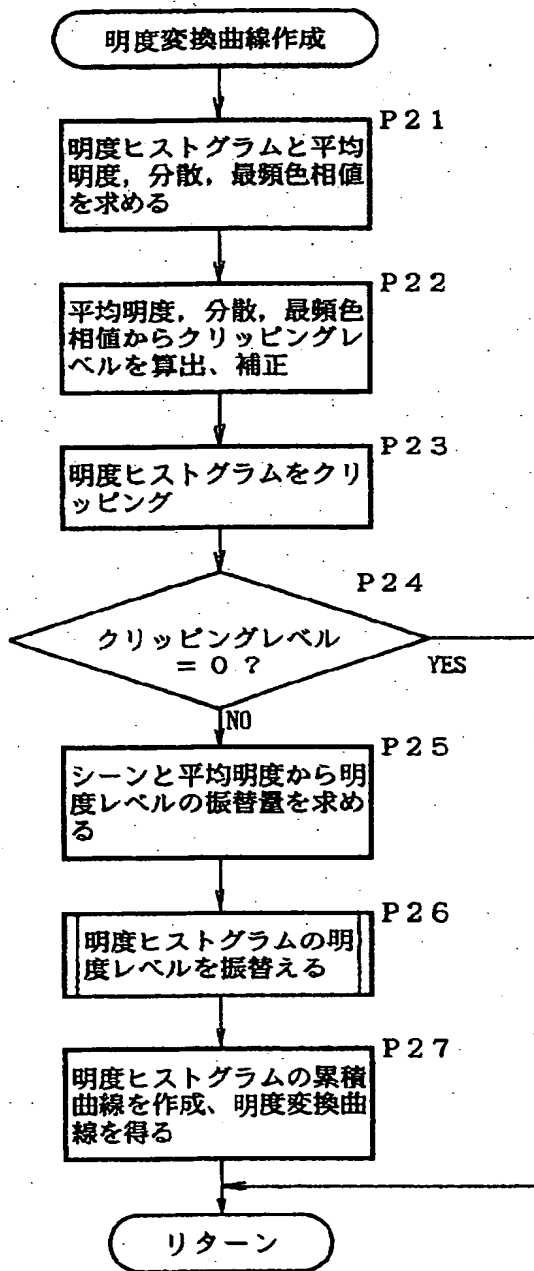 明度変換曲線作成
P21
明度ヒストグラムと平均
明度，分散，最頻色相値
を求める
P22
平均明度，分散，最頻色
相値からクリッピングレ
ベルを算出、補正
P23
明度ヒストグラムをクリ
ッピング
P24
クリッピングレベル
＝０？
YES
NO
P25
シーンと平均明度から明
度レベルの振替量を求め
る
P26
明度ヒストグラムの明
度レベルを振替える
P27
明度ヒストグラムの累積
曲線を作成、明度変換曲
線を得る
リターン